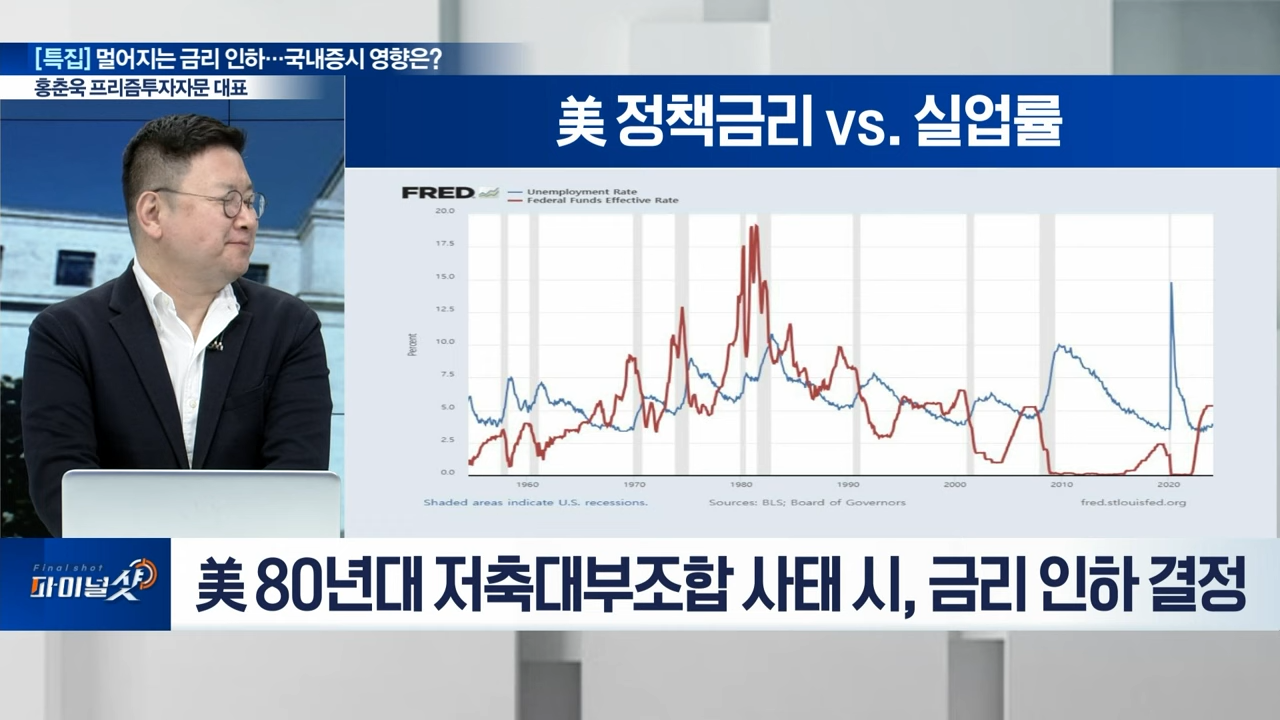 [특집] 멀어지는 금리 인하…국내증시 영향은?
홍춘욱 프리즘투자자문 대표
美 정책금리 vs. 실업률
FRED
Unemployment Rate
Federal Funds Effective Rate
20.0
17.5
15.0
12.5
10.0
7.5
5.0
2.5
0.0
Percent
1960 1970 1980 1990 2000 2010 2020
Shaded areas indicate U.S. recessions. Sources: BLS; Board of Governors fred.stlouisfed.org
Final shot
파이널샷
美 80년대 저축대부조합 사태 시, 금리 인하 결정